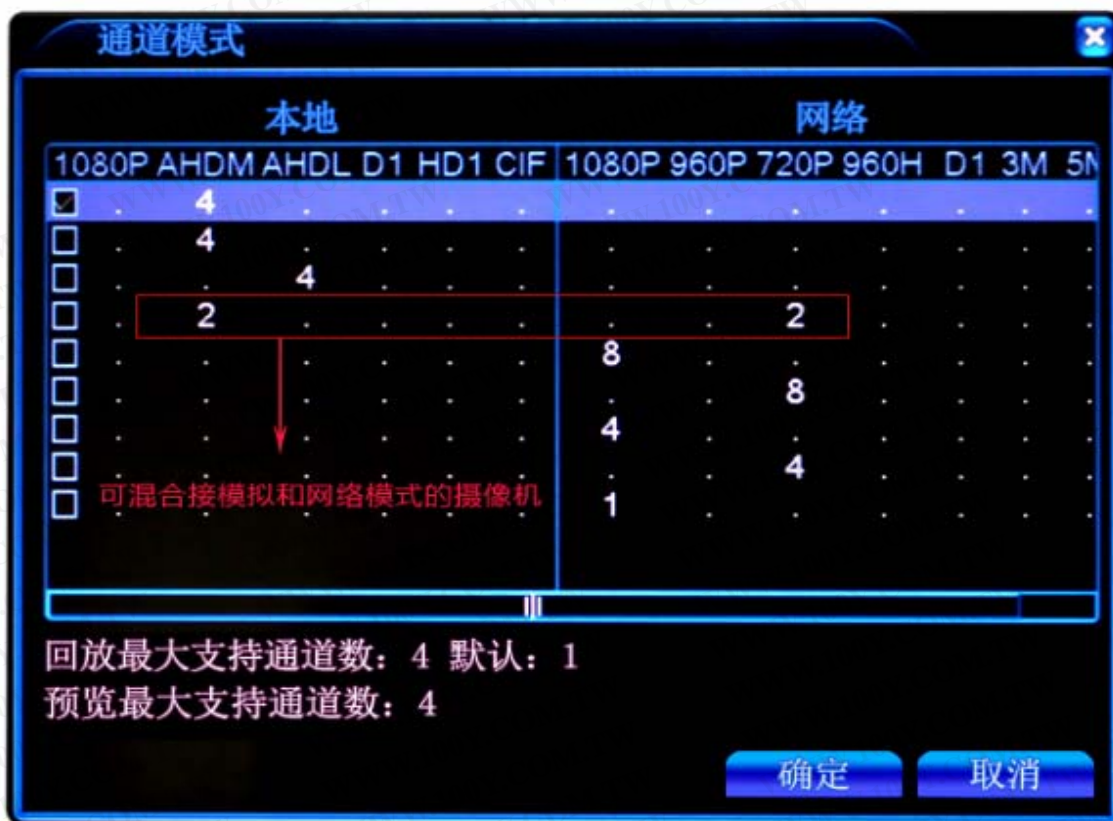 通道模式
本地 网络
1080P AHDM AHDL D1 HD1 CIF 1080P 960P 720P 960H D1 3M
. 4 . . . . . . . . . . .
. 4 . . . . . . . . . . .
. . 4 . . . . . . . . . .
. 2 . . . . . . 2 . . . .
. . . . . . 8 . . . . . .
. . . . . . . . 8 . . . .
. . . . . . 4 . . . . . .
. . . . . . . . 4 . . . .
. . . . . . 1 . . . . . .
可混合接模拟和网络模式的摄像机
回放最大支持通道数：4 默认：1
预览最大支持通道数：4
确定 取消